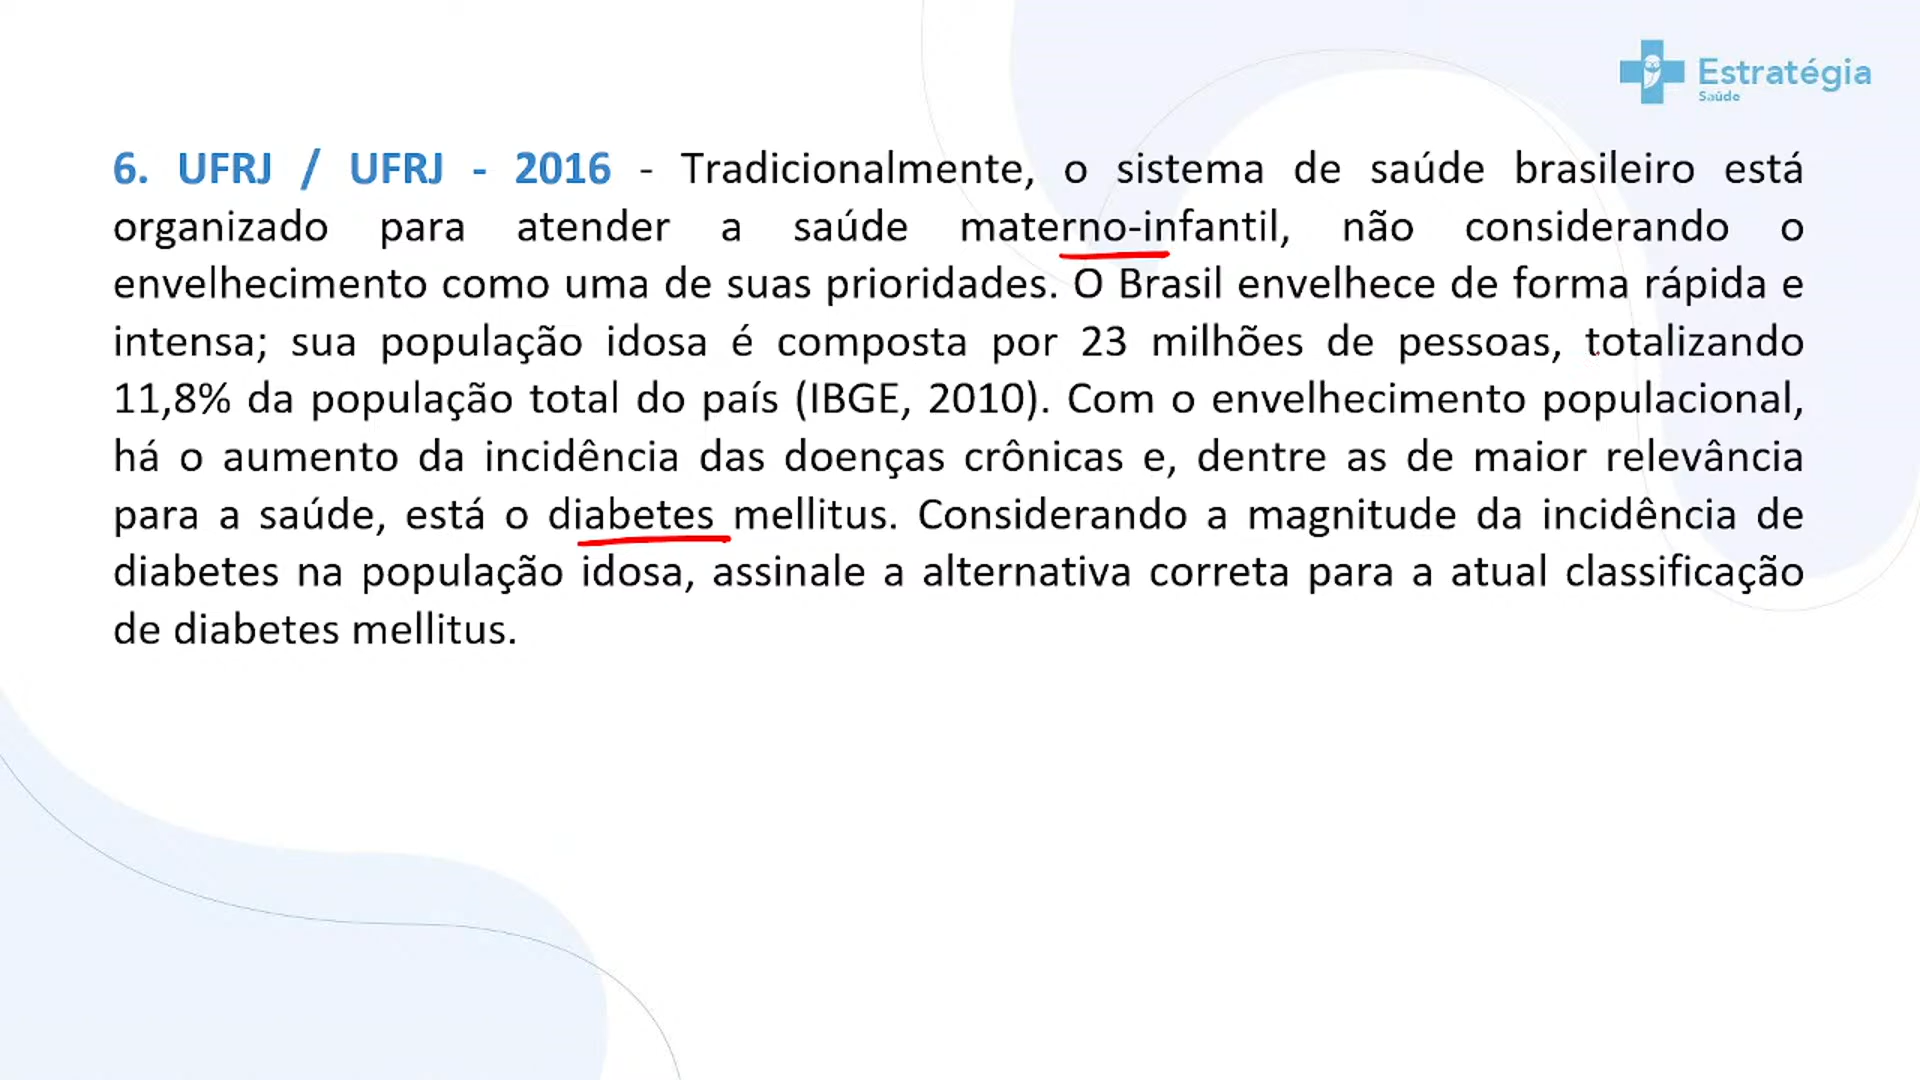 Estratégia
Saúde
6. UFRJ / UFRJ - 2016 - Tradicionalmente, o sistema de saúde brasileiro está
organizado para atender a saúde materno-infantil, não considerando o
envelhecimento como uma de suas prioridades. O Brasil envelhece de forma rápida e
intensa; sua população idosa é composta por 23 milhões de pessoas, totalizando
11,8% da população total do país (IBGE, 2010). Com o envelhecimento populacional,
há o aumento da incidência das doenças crônicas e, dentre as de maior relevância
para a saúde, está o diabetes mellitus. Considerando a magnitude da incidência de
diabetes na população idosa, assinale a alternativa correta para a atual classificação
de diabetes mellitus.